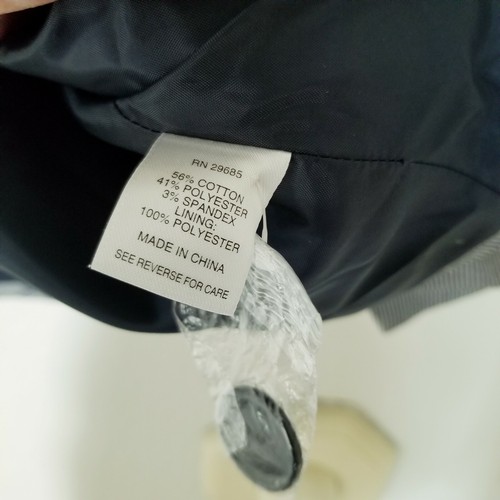 RN 29685
56% COTTON
41% POLYESTER
3% SPANDEX
LINING:
100% POLYESTER
MADE IN CHINA
SEE REVERSE FOR CARE